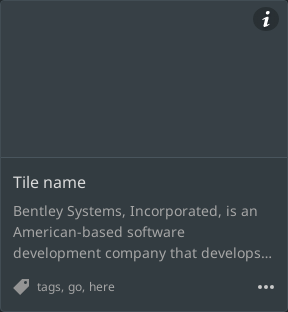 i
Tile name
Bentley Systems, Incorporated, is an
American-based software
development company that develops...
tags, go, here